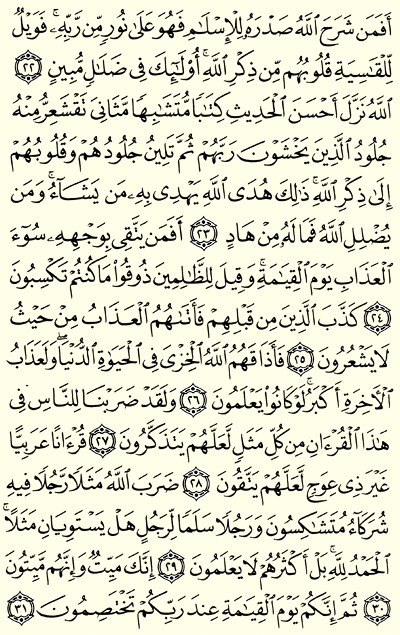 أَفَمَن شَرَحَ ٱللَّهُ صَدْرَهُۥ لِلْإِسْلَٰمِ فَهُوَ عَلَىٰ نُورٍ مِّن رَّبِّهِۦ ۚ فَوَيْلٌ
لِّلْقَٰسِيَةِ قُلُوبُهُم مِّن ذِكْرِ ٱللَّهِ ۚ أُو۟لَٰٓئِكَ فِى ضَلَٰلٍ مُّبِينٍ ٢٢
ٱللَّهُ نَزَّلَ أَحْسَنَ ٱلْحَدِيثِ كِتَٰبًا مُّتَشَٰبِهًا مَّثَانِىَ تَقْشَعِرُّ مِنْهُ
جُلُودُ ٱلَّذِينَ يَخْشَوْنَ رَبَّهُمْ ثُمَّ تَلِينُ جُلُودُهُمْ وَقُلُوبُهُمْ
إِلَىٰ ذِكْرِ ٱللَّهِ ۚ ذَٰلِكَ هُدَى ٱللَّهِ يَهْدِى بِهِۦ مَن يَشَآءُ ۚ وَمَن
يُضْلِلِ ٱللَّهُ فَمَا لَهُۥ مِنْ هَادٍ ٢٣ أَفَمَن يَتَّقِى بِوَجْهِهِۦ سُوٓءَ
ٱلْعَذَابِ يَوْمَ ٱلْقِيَٰمَةِ ۚ وَقِيلَ لِلظَّٰلِمِينَ ذُوقُوا۟ مَا كُنتُمْ تَكْسِبُونَ
٢٤ كَذَّبَ ٱلَّذِينَ مِن قَبْلِهِمْ فَأَتَىٰهُمُ ٱلْعَذَابُ مِنْ حَيْثُ
لَا يَشْعُرُونَ ٢٥ فَأَذَاقَهُمُ ٱللَّهُ ٱلْخِزْىَ فِى ٱلْحَيَوٰةِ ٱلدُّنْيَا ۖ وَلَعَذَابُ
ٱلْءَاخِرَةِ أَكْبَرُ ۚ لَوْ كَانُوا۟ يَعْلَمُونَ ٢٦ وَلَقَدْ ضَرَبْنَا لِلنَّاسِ فِى
هَٰذَا ٱلْقُرْءَانِ مِن كُلِّ مَثَلٍ لَّعَلَّهُمْ يَتَذَكَّرُونَ ٢٧ قُرْءَانًا عَرَبِيًّا
غَيْرَ ذِى عِوَجٍ لَّعَلَّهُمْ يَتَّقُونَ ٢٨ ضَرَبَ ٱللَّهُ مَثَلًا رَّجُلًا فِيهِ
شُرَكَآءُ مُتَشَٰكِسُونَ وَرَجُلًا سَلَمًا لِّرَجُلٍ هَلْ يَسْتَوِيَانِ مَثَلًا ۚ
ٱلْحَمْدُ لِلَّهِ ۚ بَلْ أَكْثَرُهُمْ لَا يَعْلَمُونَ ٢٩ إِنَّكَ مَيِّتٌ وَإِنَّهُم مَّيِّتُونَ
٣٠ ثُمَّ إِنَّكُمْ يَوْمَ ٱلْقِيَٰمَةِ عِندَ رَبِّكُمْ تَخْتَصِمُونَ ٣١